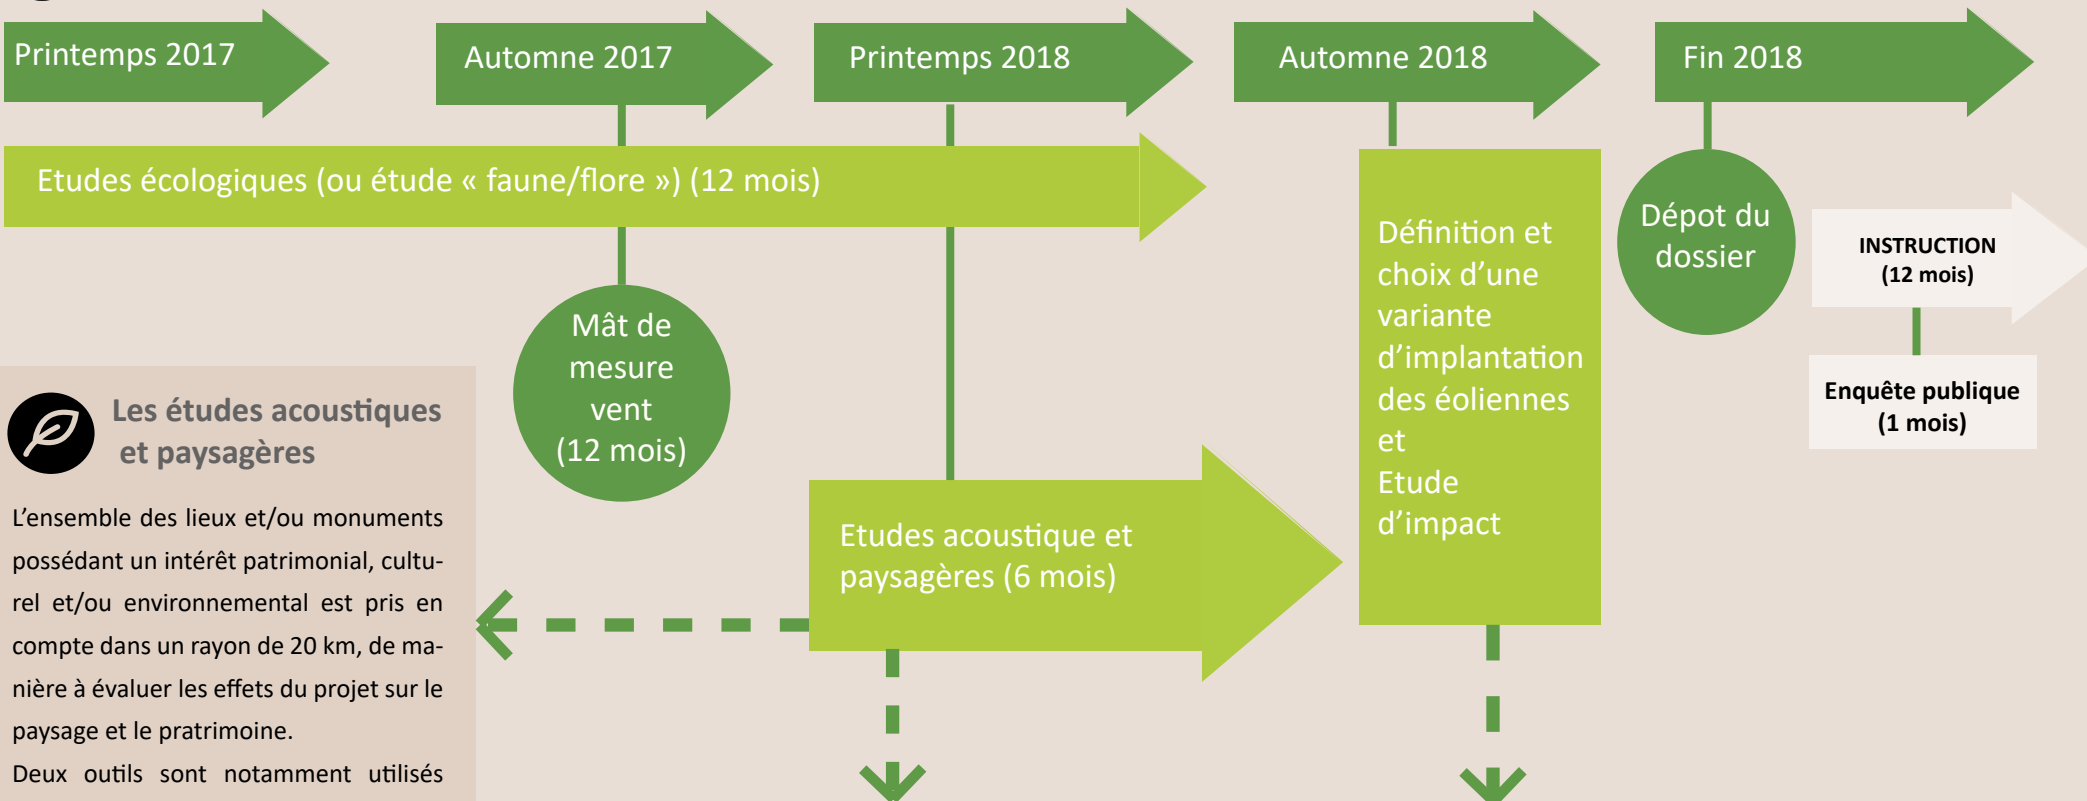 Printemps 2017
Automne 2017
Printemps 2018
Automne 2018
Fin 2018
Etudes écologiques (ou étude « faune/flore ») (12 mois)
Mât de
mesure
vent
(12 mois)
Etudes acoustique et
paysagères (6 mois)
Définition et
choix d’une
variante
d’implantation
des éoliennes
et
Etude
d’impact
Dépot du
dossier
INSTRUCTION
(12 mois)
Enquête publique
(1 mois)
Les études acoustiques
et paysagères
L’ensemble des lieux et/ou monuments
possédant un intérêt patrimonial, cultu-
rel et/ou environnemental est pris en
compte dans un rayon de 20 km, de ma-
nière à évaluer les effets du projet sur le
paysage et le pratrimoine.
Deux outils sont notamment utilisés